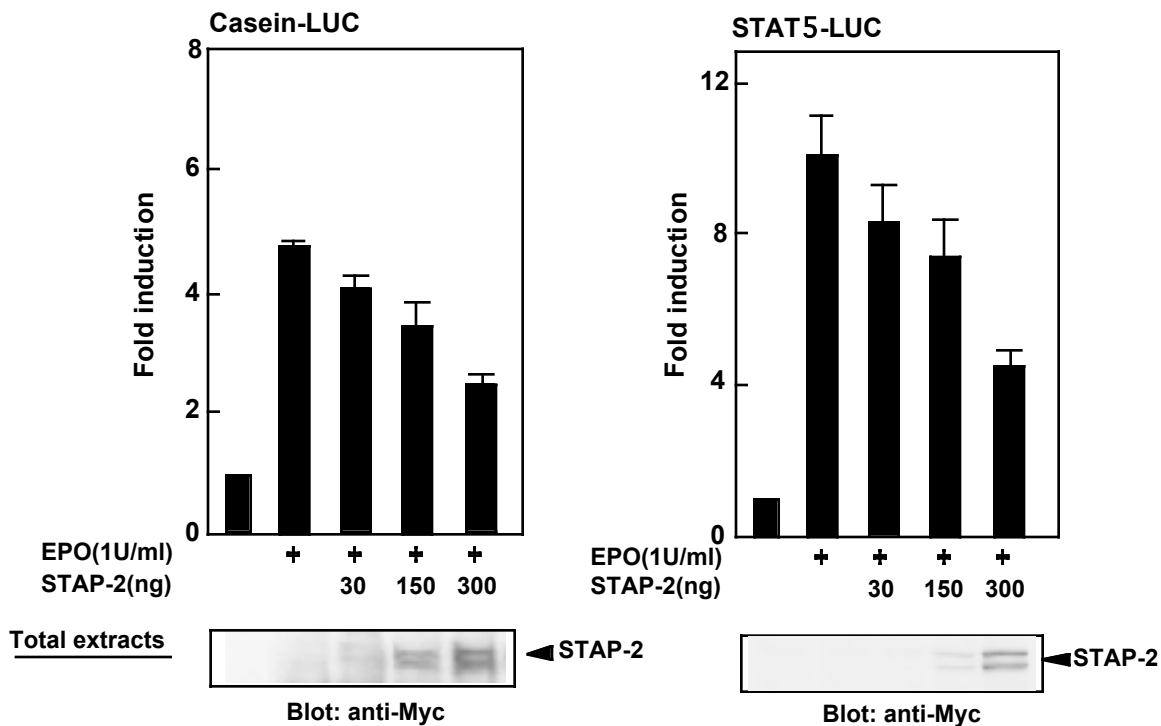 Casein-LUC
8
6
4
2
0
Fold induction
EPO(1U/ml) + + + +
STAP-2(ng) 30 150 300
Total extracts
STAP-2
Blot: anti-Myc
STAT5-LUC
12
8
4
0
Fold induction
EPO(1U/ml) + + + +
STAP-2(ng) 30 150 300
STAP-2
Blot: anti-Myc